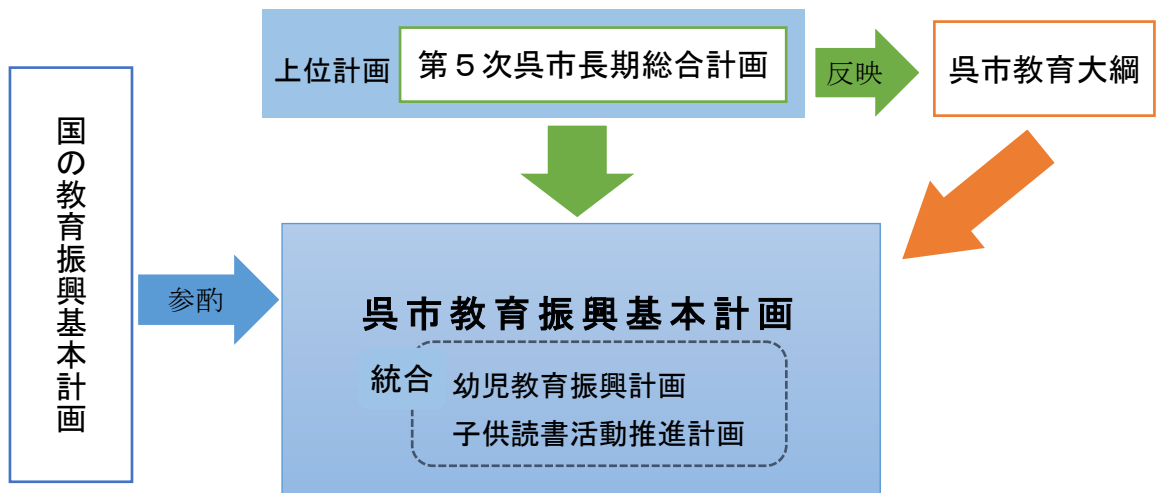 上位計画
第５次呉市長期総合計画
反映
呉市教育大綱
国の教育振興基本計画
参酌
呉市教育振興基本計画
統合
幼児教育振興計画
子供読書活動推進計画